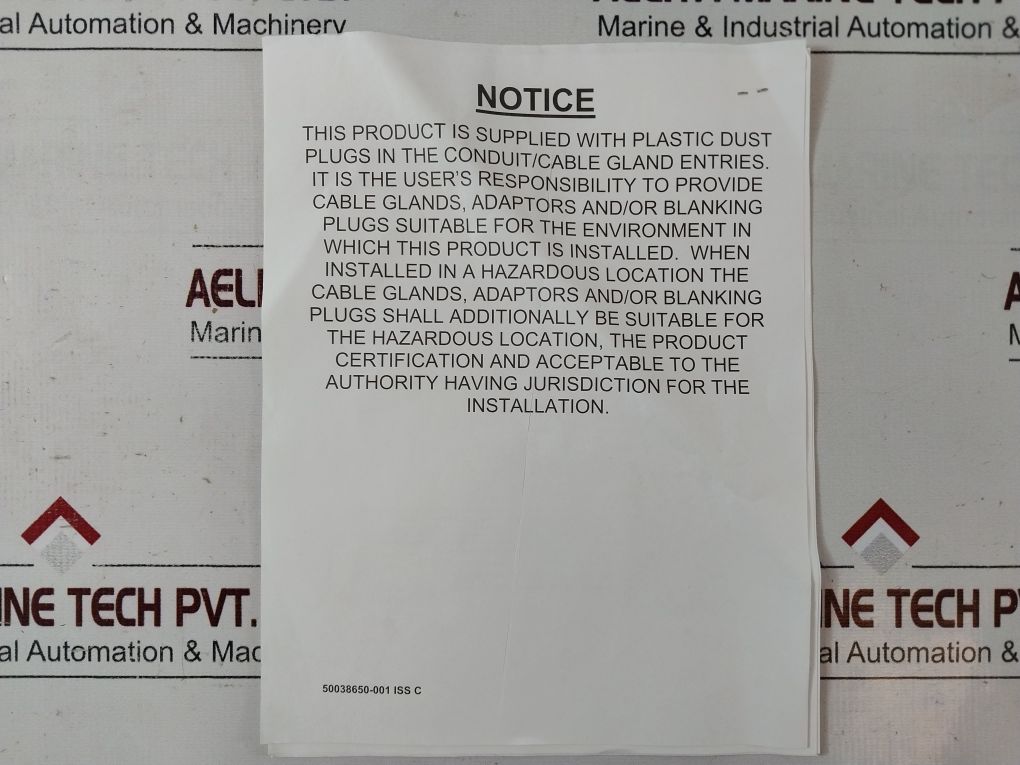 al Automation & Machinery
Marine & Industrial Automation &
NOTICE
THIS PRODUCT IS SUPPLIED WITH PLASTIC DUST
PLUGS IN THE CONDUIT/CABLE GLAND ENTRIES.
IT IS THE USER'S RESPONSIBILITY TO PROVIDE
CABLE GLANDS, ADAPTORS AND/OR BLANKING
PLUGS SUITABLE FOR THE ENVIRONMENT IN
WHICH THIS PRODUCT IS INSTALLED. WHEN
INSTALLED IN A HAZARDOUS LOCATION THE
CABLE GLANDS, ADAPTORS AND/OR BLANKING
PLUGS SHALL ADDITIONALLY BE SUITABLE FOR
THE HAZARDOUS LOCATION, THE PRODUCT
CERTIFICATION AND ACCEPTABLE TO THE
AUTHORITY HAVING JURISDICTION FOR THE
INSTALLATION.
50038650-001 ISS C
AELI
Marin
INE TECH PVT.
al Automation & Mac
INE TECH P
al Automation &